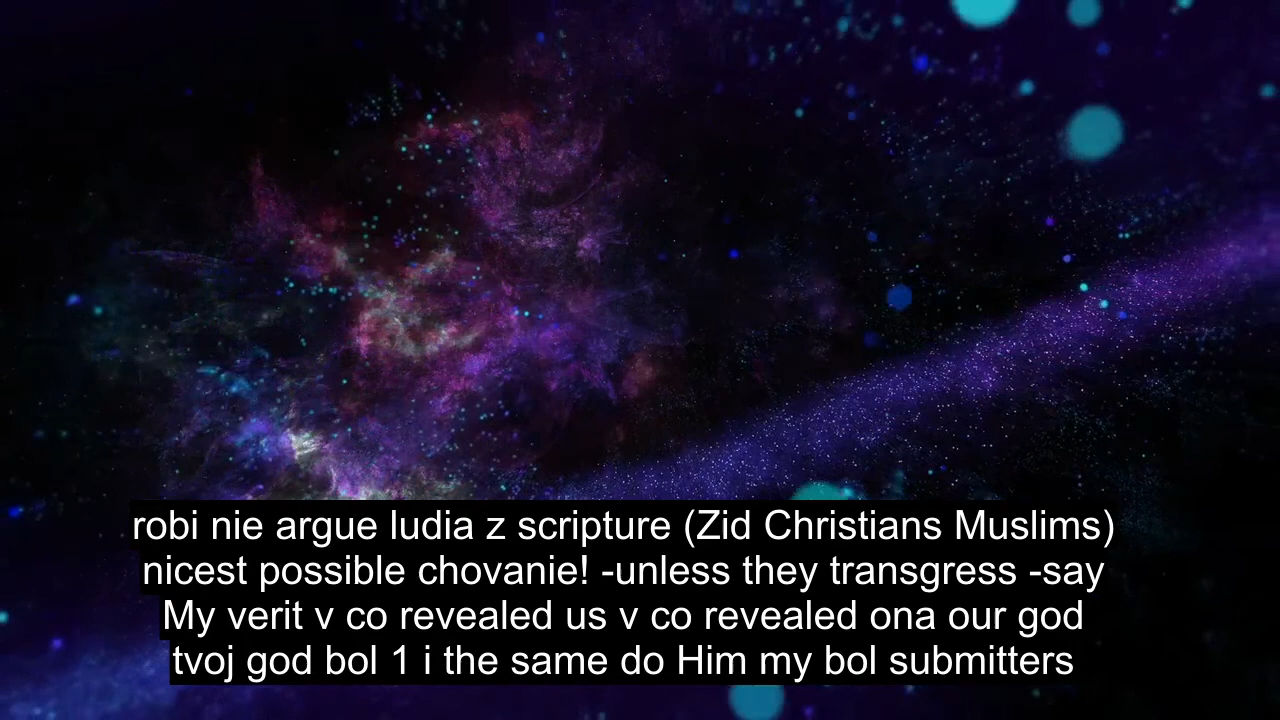 robi nie argue ludia z scripture (Zid Christians Muslims)
nicest possible chovanie! -unless they transgress -say
My verit v co revealed us v co revealed ona our god
tvoj god bol 1 i the same do Him my bol submitters